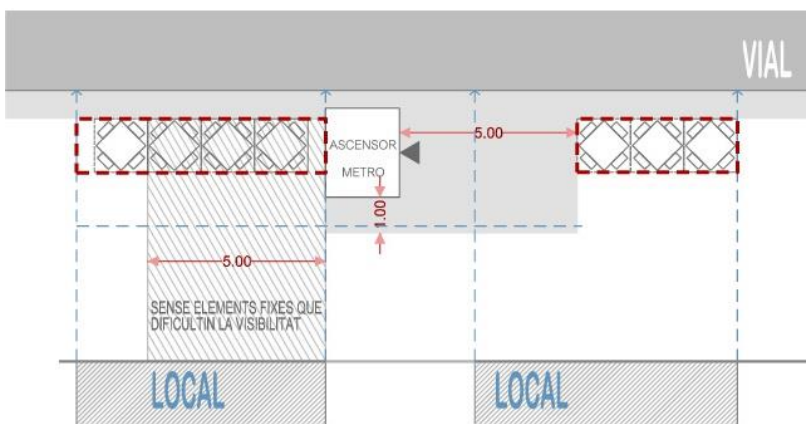 VIAL
ASCENSOR
METRO
5.00
1.00
5.00
SENSE ELEMENTS FIXES QUE
DIFICULTIN LA VISIBILITAT
LOCAL
LOCAL